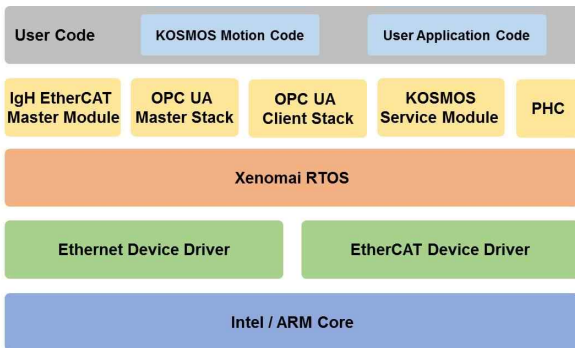 User Code
KOSMOS Motion Code
User Application Code
IgH EtherCAT
Master Module
OPC UA
Master Stack
OPC UA
Client Stack
KOSMOS
Service Module
PHC
Xenomai RTOS
Ethernet Device Driver
EtherCAT Device Driver
Intel / ARM Core